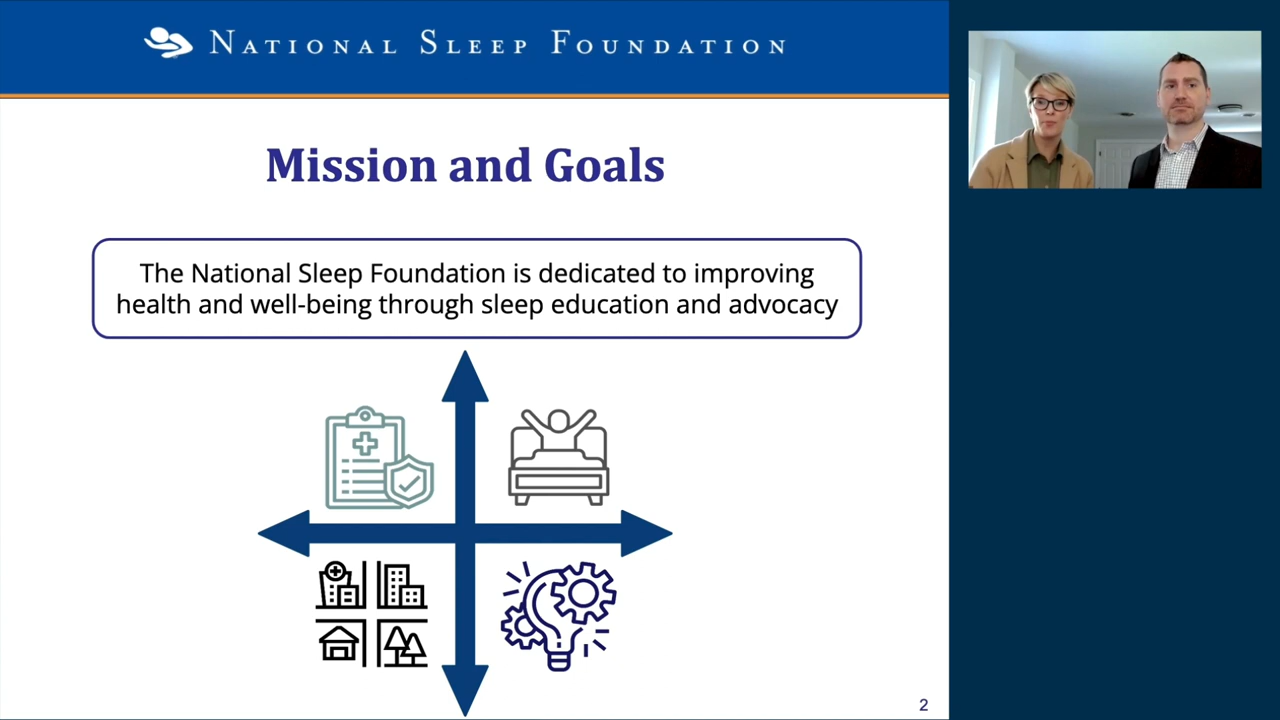 National Sleep Foundation
Mission and Goals
The National Sleep Foundation is dedicated to improving
health and well-being through sleep education and advocacy
2